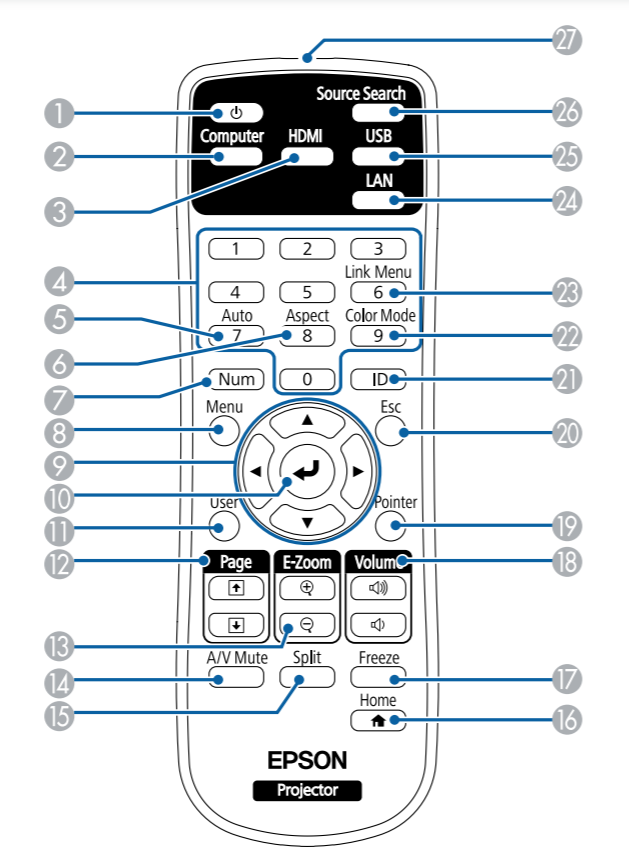 27
Source Search
1
26
Computer HDMI USB
2
25
3
LAN
24
1 2 3
4
Link Menu
4 5 6
23
5
Auto Aspect Color Mode
7 8 9
22
6
7
Num 0 ID
21
Menu Esc
8
20
9
10
User Pointer
11
19
12
Page E-Zoom Volume
18
13
A/V Mute Split Freeze
14
17
15
Home
16
EPSON
Projector